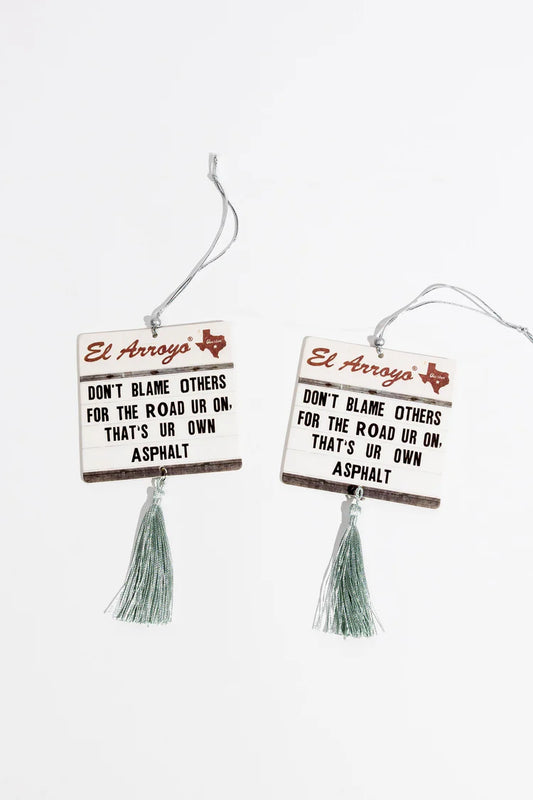 El Arroyo®
DON'T BLAME OTHERS
FOR THE ROAD UR ON,
THAT'S UR OWN
ASPHALT
El Arroyo®
DON'T BLAME OTHERS
FOR THE ROAD UR ON,
THAT'S UR OWN
ASPHALT